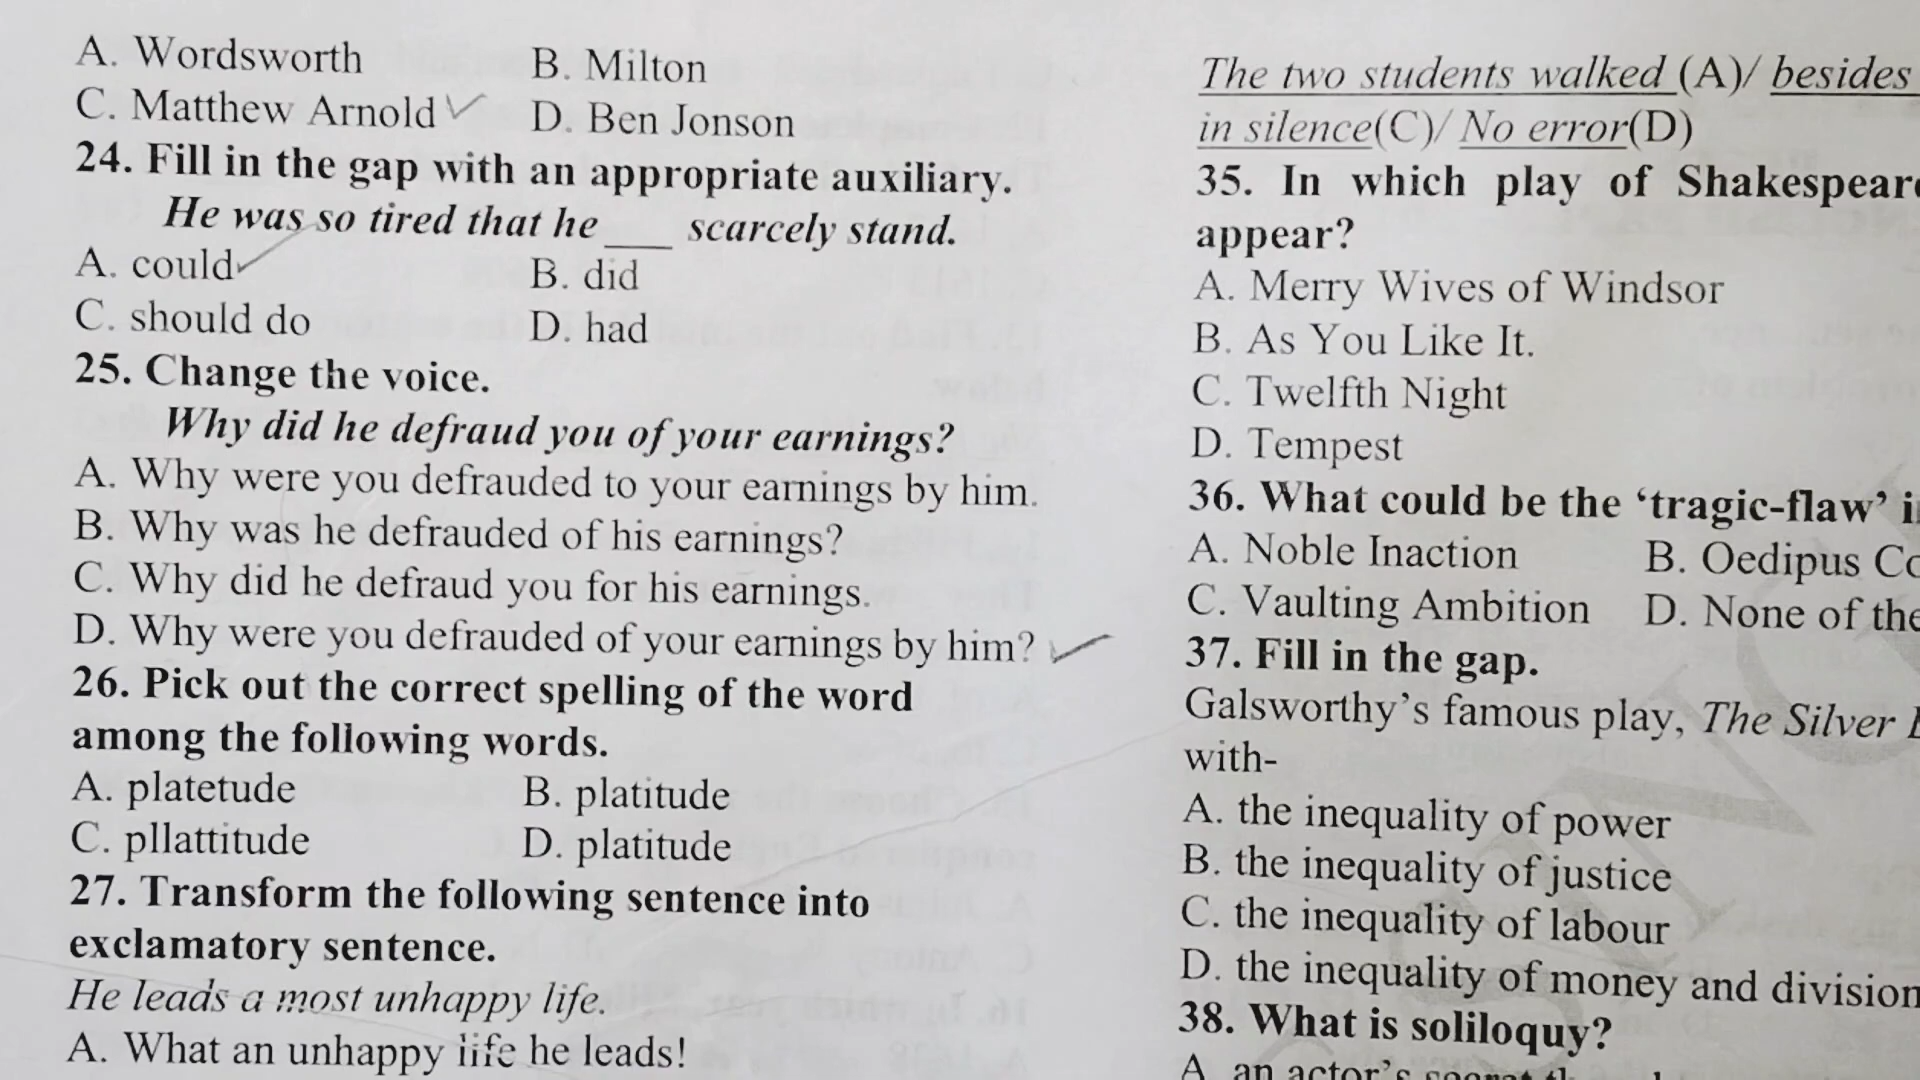 A. Wordsworth B. Milton
C. Matthew Arnold D. Ben Jonson
24. Fill in the gap with an appropriate auxiliary.
He was so tired that he ___ scarcely stand.
A. could B. did
C. should do D. had
25. Change the voice.
Why did he defraud you of your earnings?
A. Why were you defrauded to your earnings by him.
B. Why was he defrauded of his earnings?
C. Why did he defraud you for his earnings.
D. Why were you defrauded of your earnings by him?
26. Pick out the correct spelling of the word
among the following words.
A. platetude B. platitude
C. pllattitude D. platitude
27. Transform the following sentence into
exclamatory sentence.
He leads a most unhappy life.
A. What an unhappy life he leads!
The two students walked (A)/ besides
in silence(C)/ No error(D)
35. In which play of Shakespeare
appear?
A. Merry Wives of Windsor
B. As You Like It.
C. Twelfth Night
D. Tempest
36. What could be the ‘tragic-flaw’
A. Noble Inaction B. Oedipus
C. Vaulting Ambition D. None of the
37. Fill in the gap.
Galsworthy’s famous play, The Silver
with-
A. the inequality of power
B. the inequality of justice
C. the inequality of labour
D. the inequality of money and division
38. What is soliloquy?
A. an actor’s